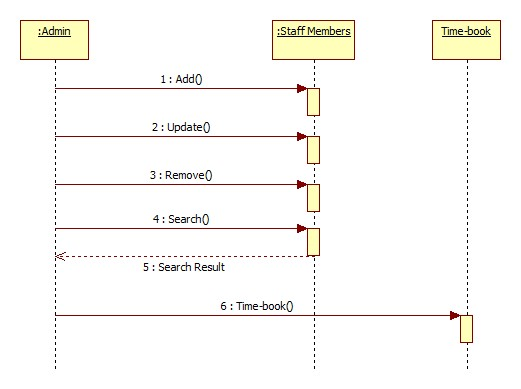 :Admin
:Staff Members
Time-book
1 : Add()
2 : Update()
3 : Remove()
4 : Search()
5 : Search Result
6 : Time-book()